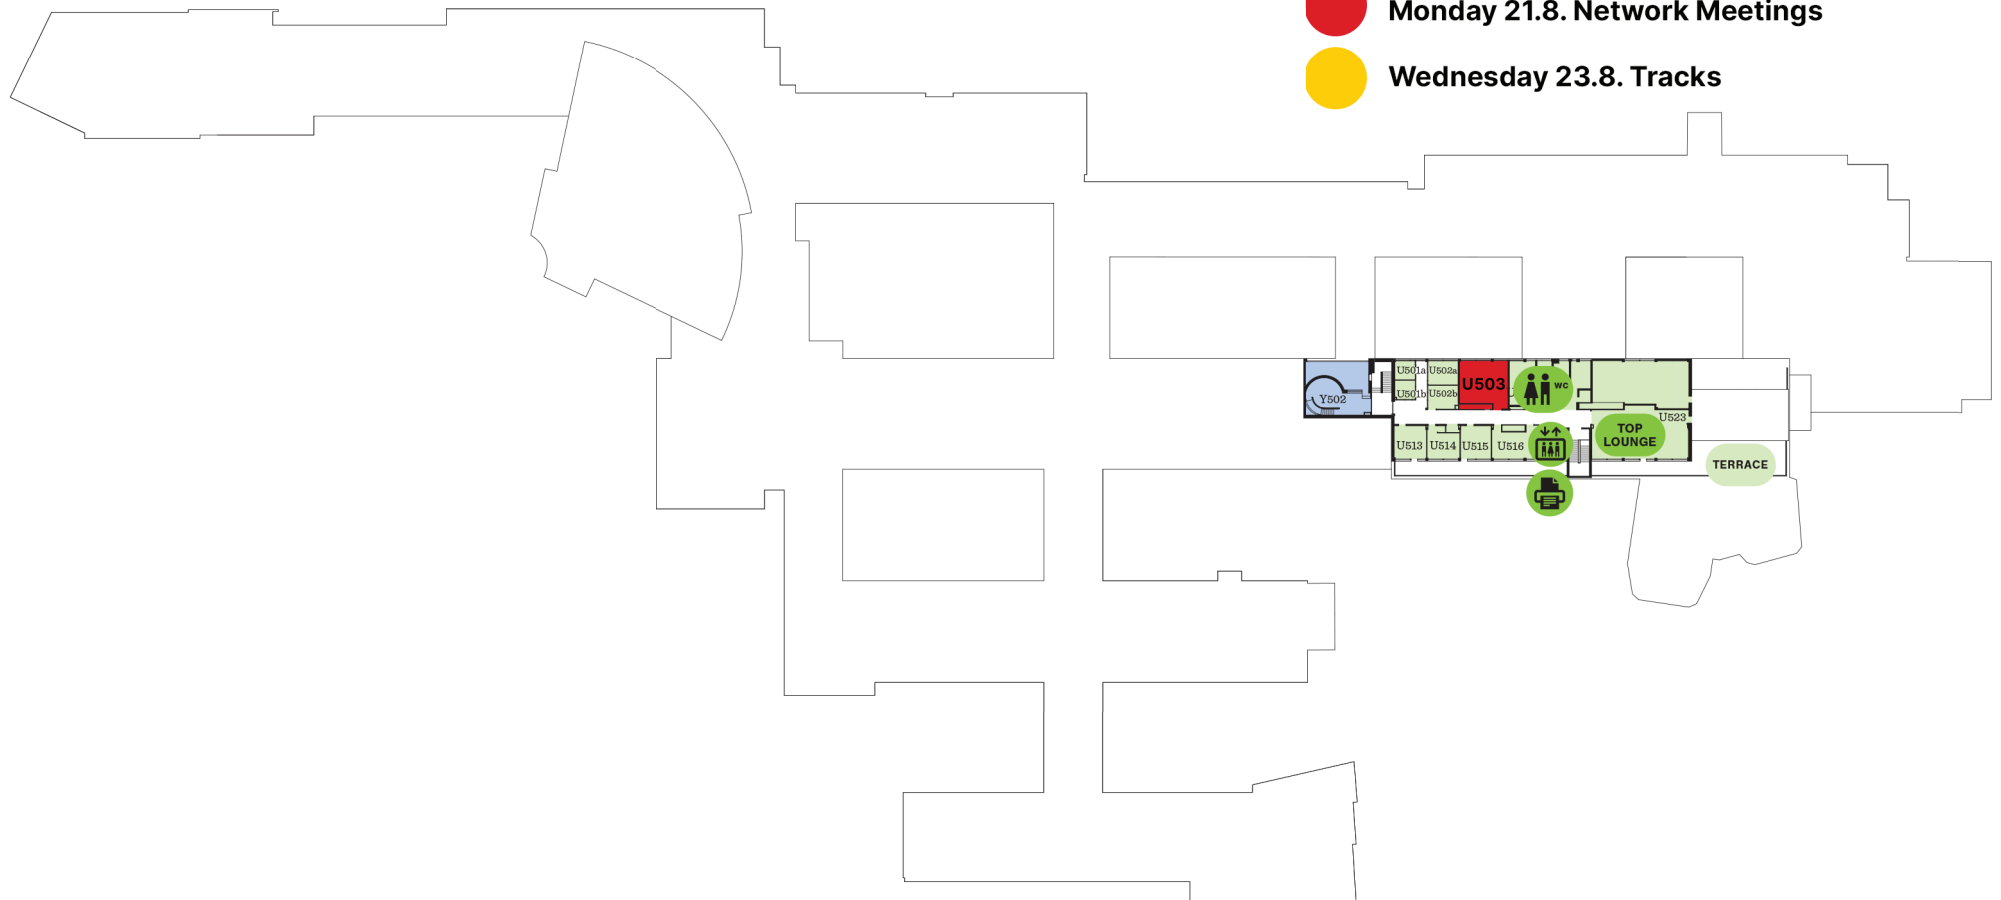 Monday 21.8. Network Meetings
Wednesday 23.8. Tracks
U501a
U502a
U503
WC
U501b
U502b
Y502
U523
TOP
LOUNGE
U513
U514
U515
U516
TERRACE